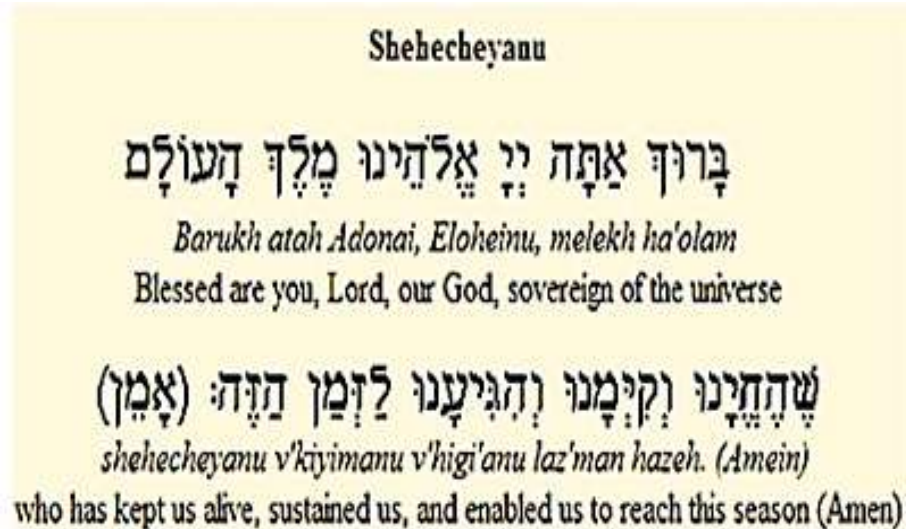 Shehecheyanu
בָּרוּךְ אַתָּה יְיָ אֱלֹהֵינוּ מֶלֶךְ הָעוֹלָם
Barukh atah Adonai, Eloheinu, melekh ha'olam
Blessed are you, Lord, our God, sovereign of the universe
שֶׁהֶחֱיָנוּ וְקִיְּמָנוּ וְהִגִּיעָנוּ לַזְּמַן הַזֶּה: (אָמֵן)
shehecheyanu v'kiyimanu v'higi'anu laz'man hazeh. (Amein)
who has kept us alive, sustained us, and enabled us to reach this season (Amen)